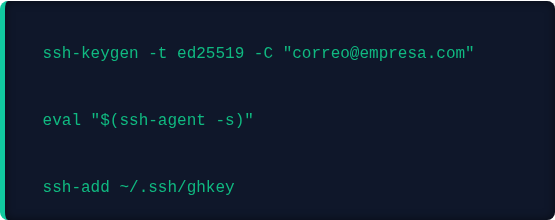 ssh-keygen -t ed25519 -C "correo@empresa.com"
eval "$(ssh-agent -s)"
ssh-add ~/.ssh/ghkey